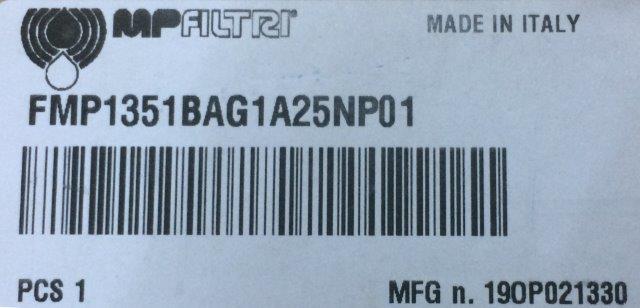 MPFILTRI® MADE IN ITALY
FMP1351BAG1A25NP01
PCS 1 MFG n. 19OP021330